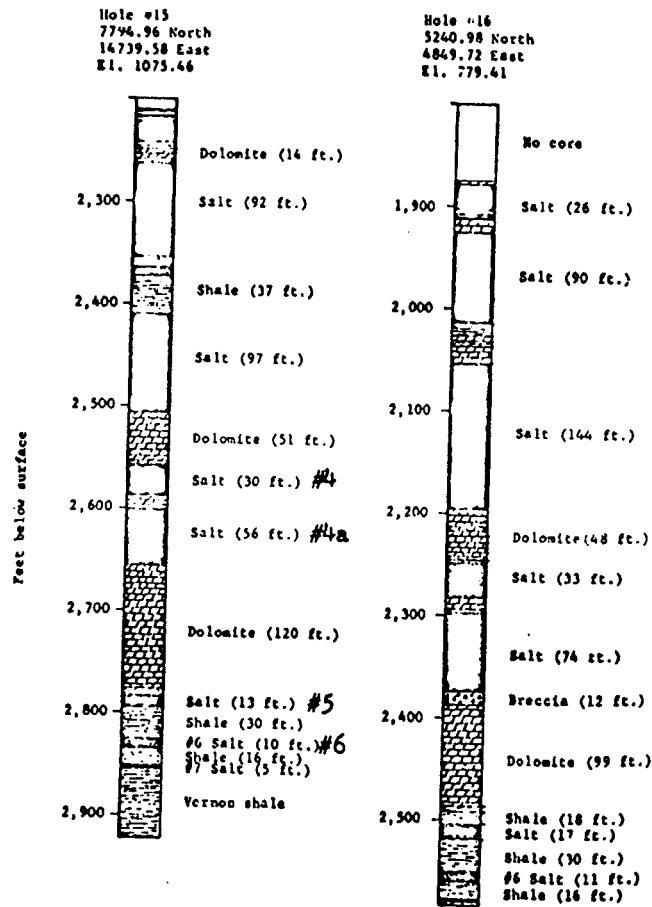 Hole #15
7794.96 North
14739.58 East
El. 1075.46
Feet below surface
2,300
2,400
2,500
2,600
2,700
2,800
2,900
Dolomite (14 ft.)
Salt (92 ft.)
Shale (37 ft.)
Salt (97 ft.)
Dolomite (51 ft.)
Salt (30 ft.) #4
Salt (56 ft.) #4a
Dolomite (120 ft.)
Salt (13 ft.) #5
Shale (30 ft.)
#6 Salt (10 ft.) #6
Shale (16 ft.)
#7 Salt (5 ft.)
Vernon shale
Hole #16
5240.98 North
4849.72 East
El. 779.41
1,900
2,000
2,100
2,200
2,300
2,400
2,500
No core
Salt (26 ft.)
Salt (90 ft.)
Salt (144 ft.)
Dolomite (48 ft.)
Salt (33 ft.)
Salt (74 ft.)
Breccia (12 ft.)
Dolomite (99 ft.)
Shale (18 ft.)
Salt (17 ft.)
Shale (30 ft.)
#6 Salt (11 ft.)
Shale (16 ft.)